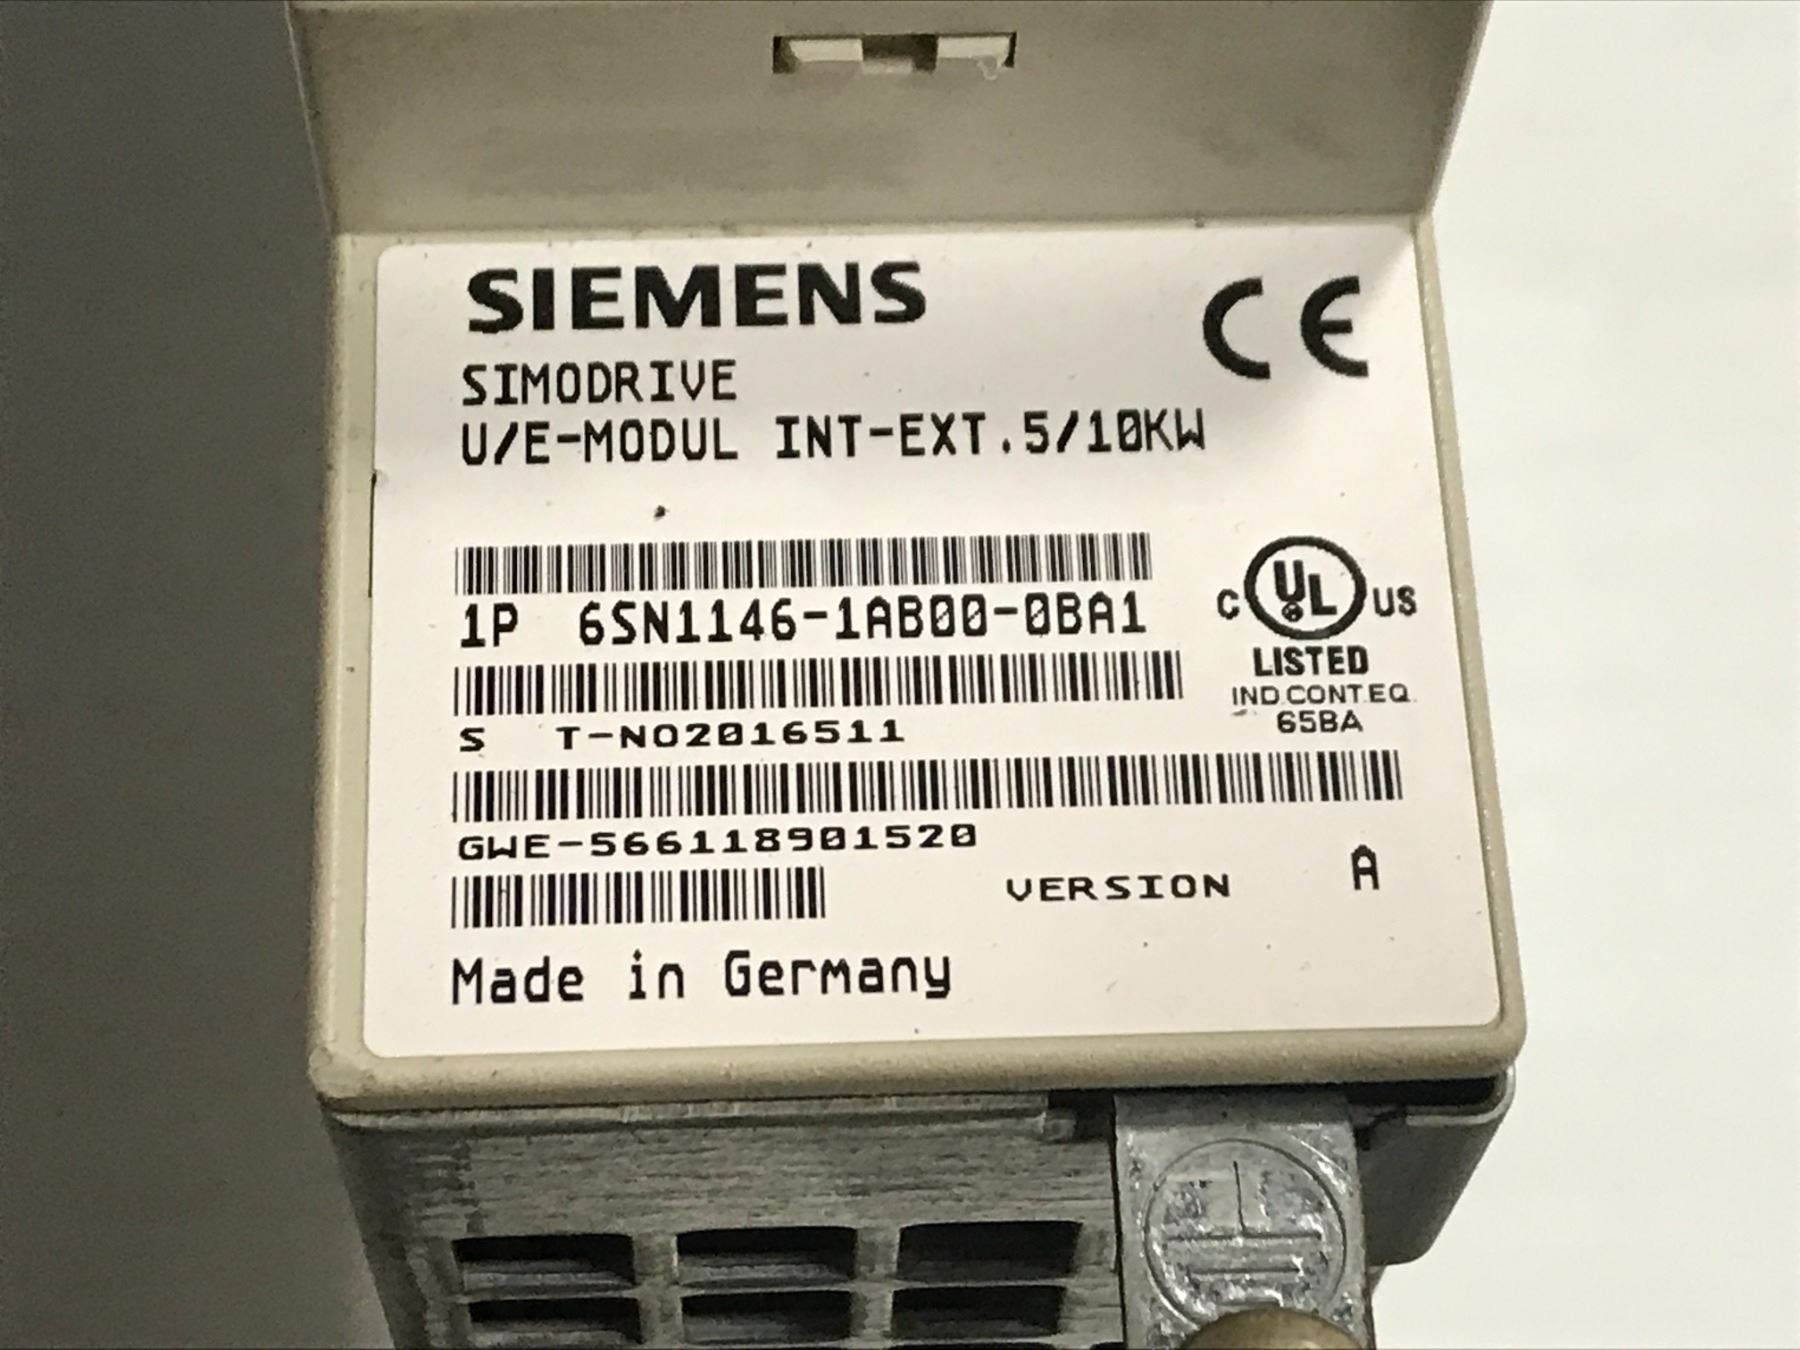 SIEMENS
CE
SIMODRIVE
U/E-MODUL INT-EXT.5/10KW
1P 6SN1146-1AB00-0BA1
C UL US
LISTED
IND.CONT.EQ.
65BA
S T-NO2016511
GWE-566118901520
VERSION A
Made in Germany